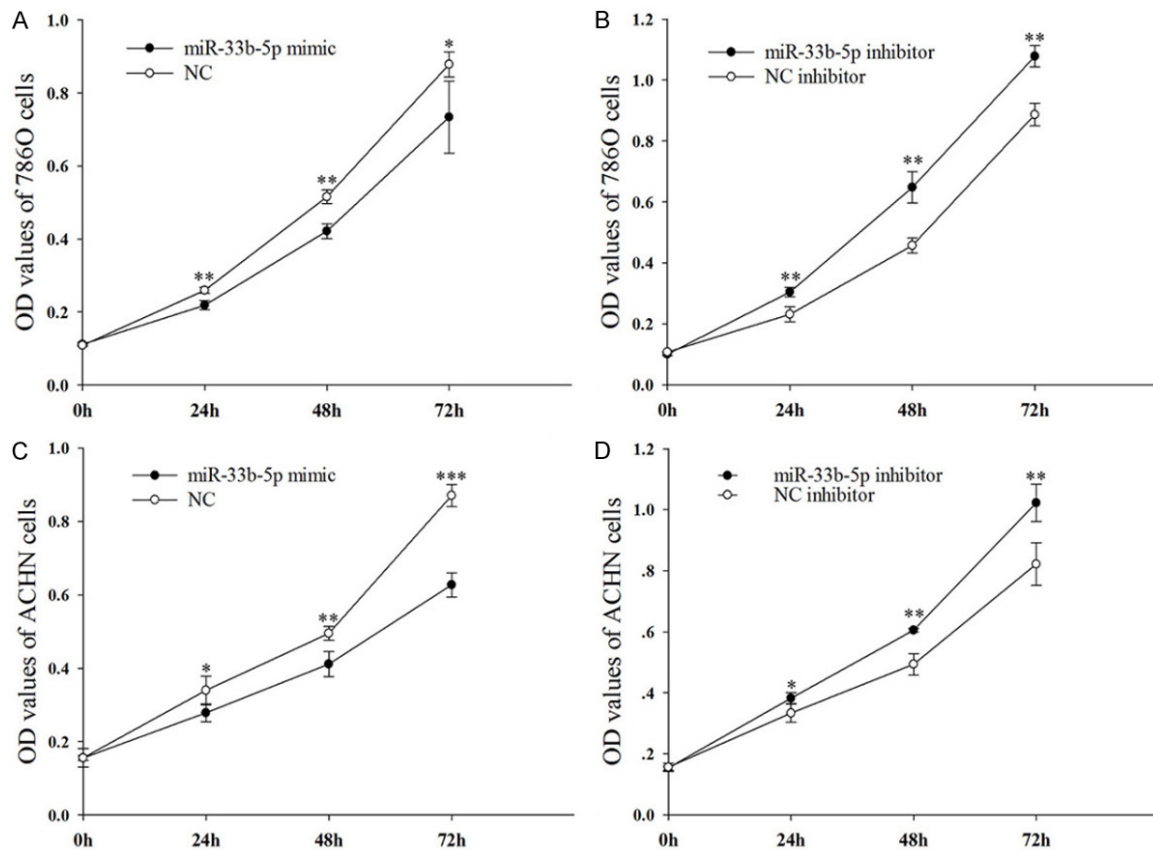 A
1.0
0.8
0.6
0.4
0.2
0.0
OD values of 786O cells
miR-33b-5p mimic
NC
**
**
*
0h 24h 48h 72h
B
1.2
1.0
0.8
0.6
0.4
0.2
0.0
OD values of 786O cells
miR-33b-5p inhibitor
NC inhibitor
**
**
**
0h 24h 48h 72h
C
1.0
0.8
0.6
0.4
0.2
0.0
OD values of ACHN cells
miR-33b-5p mimic
NC
*
**
***
0h 24h 48h 72h
D
1.2
1.0
.8
.6
.4
.2
0.0
OD values of ACHN cells
miR-33b-5p inhibitor
NC inhibitor
*
**
**
0h 24h 48h 72h